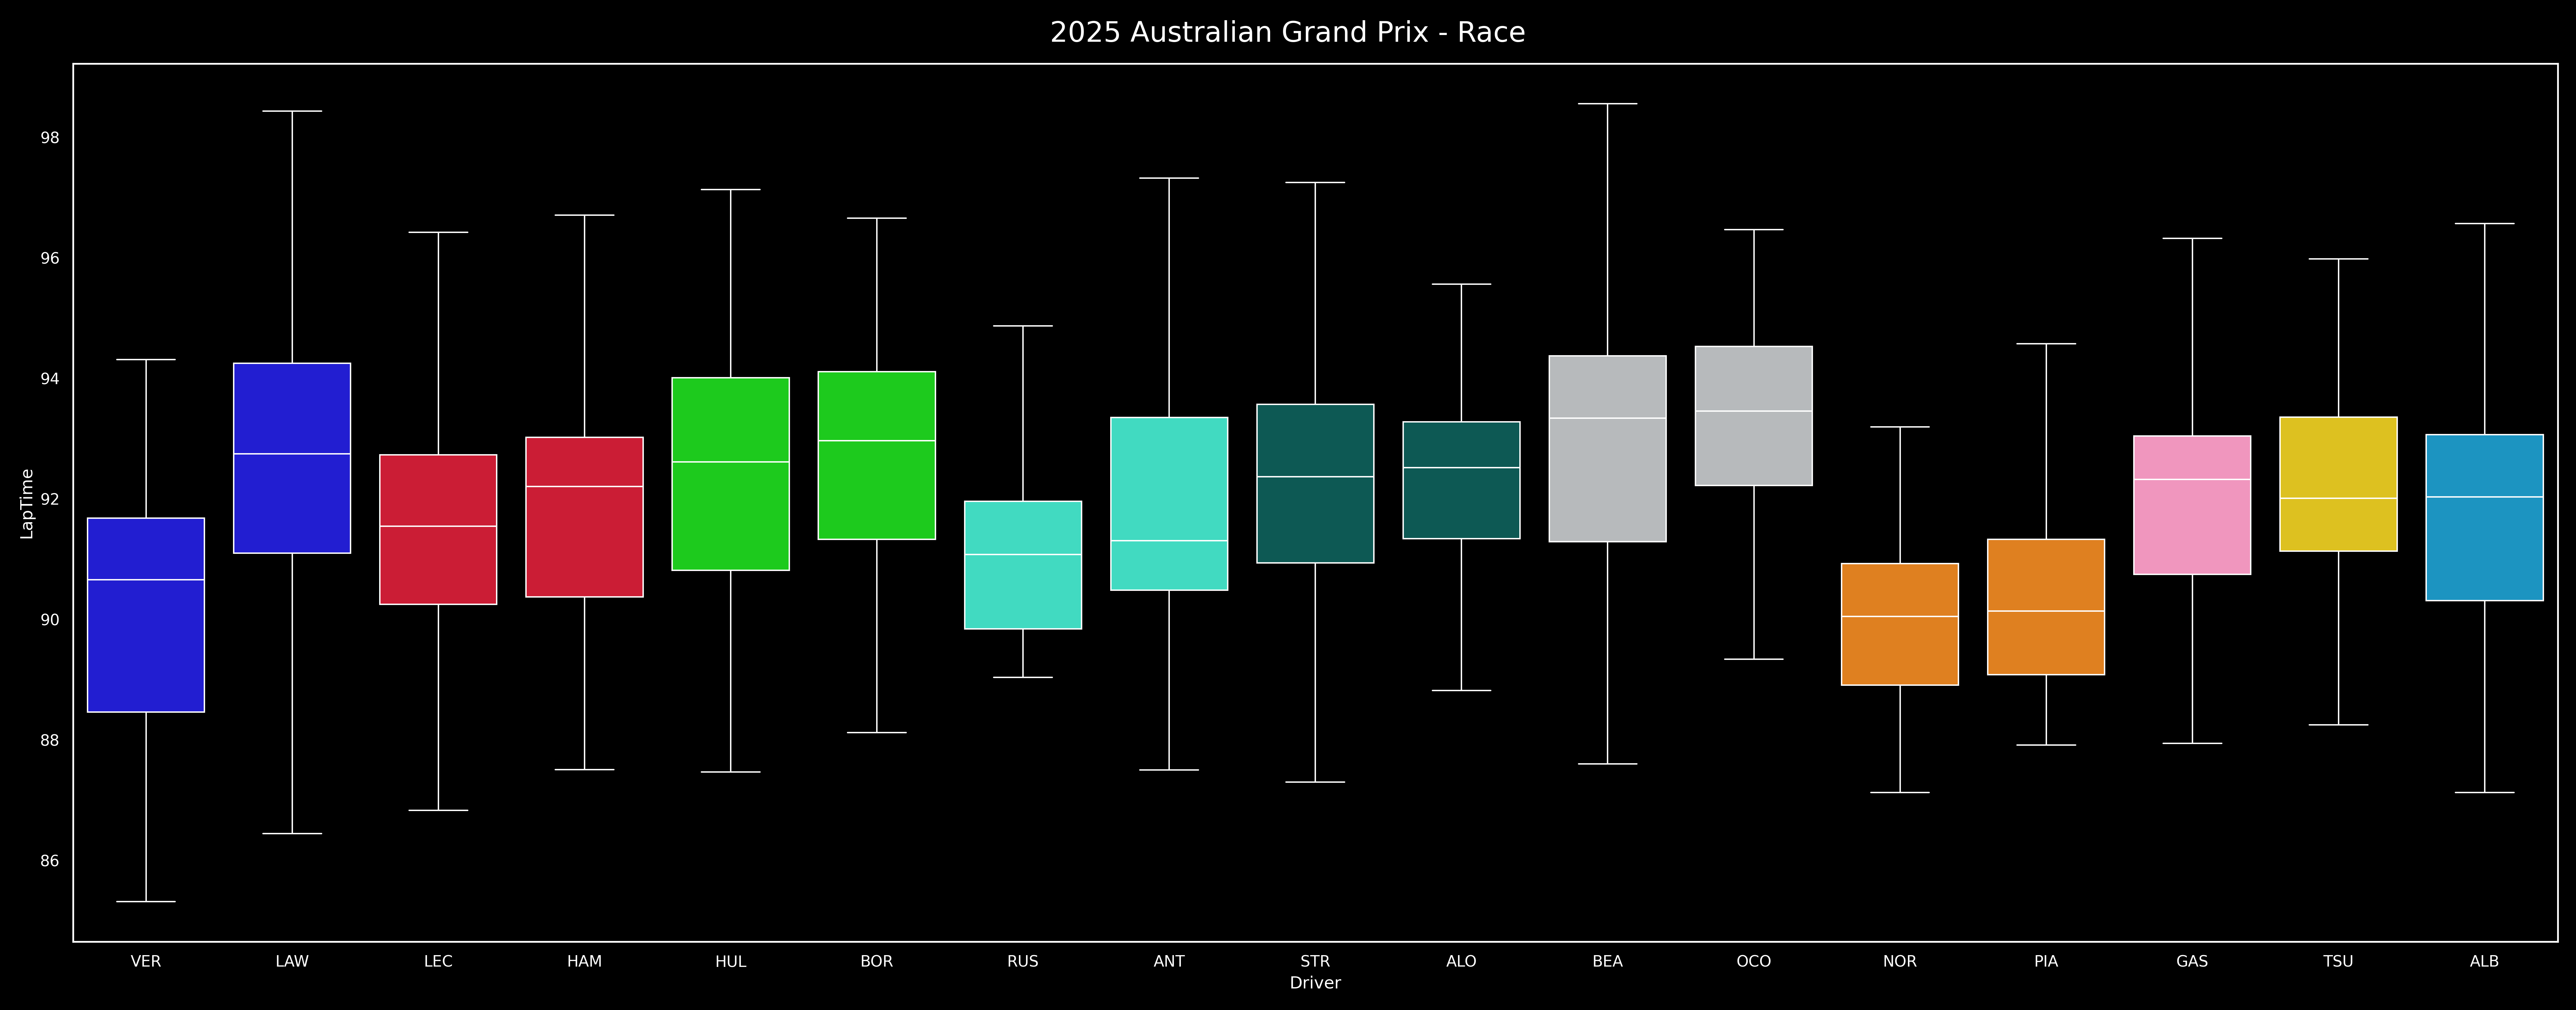 2025 Australian Grand Prix - Race
LapTime
98
96
94
92
90
88
86
VER LAW LEC HAM HUL BOR RUS ANT STR ALO BEA OCO NOR PIA GAS TSU ALB
Driver